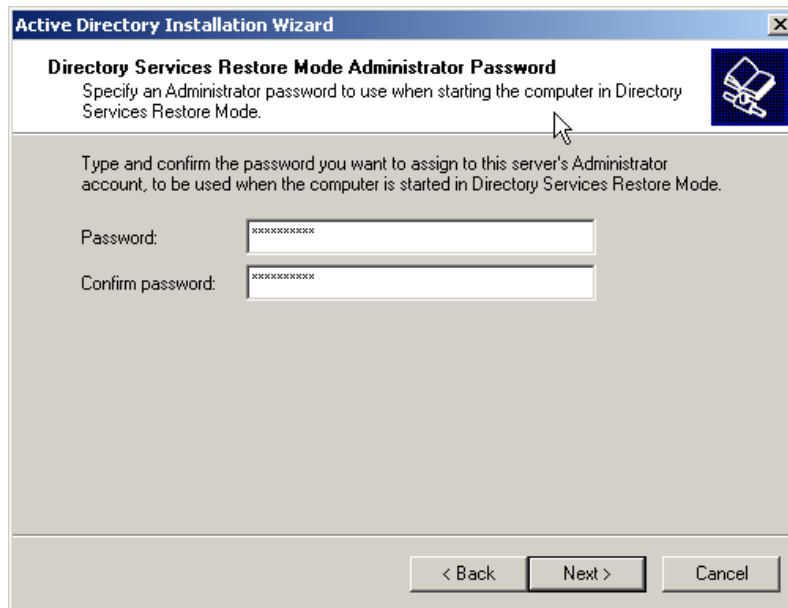 Active Directory Installation Wizard
Directory Services Restore Mode Administrator Password
Specify an Administrator password to use when starting the computer in Directory
Services Restore Mode.
Type and confirm the password you want to assign to this server's Administrator
account, to be used when the computer is started in Directory Services Restore Mode.
Password: **********
Confirm password: **********
< Back Next > Cancel